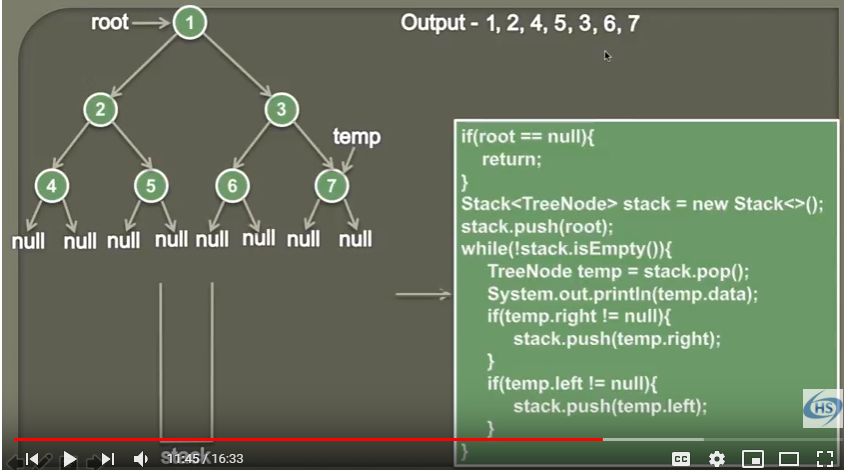 root
1
Output - 1, 2, 4, 5, 3, 6, 7
2
3
temp
4
5
6
7
null null null null null null null null
if(root == null){
return;
}
Stack<TreeNode> stack = new Stack<>();
stack.push(root);
while(!stack.isEmpty()){
TreeNode temp = stack.pop();
System.out.println(temp.data);
if(temp.right != null){
stack.push(temp.right);
}
if(temp.left != null){
stack.push(temp.left);
}
}
HS
stack
11:45 / 16:33
CC